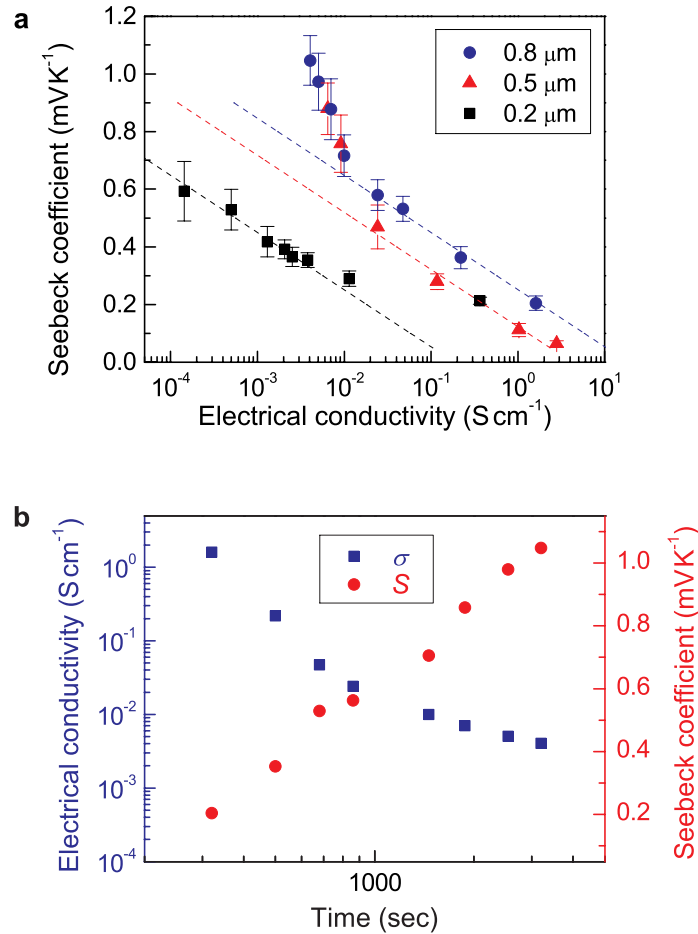 a
1.2
1.0
0.8
0.6
0.4
0.2
0.0
Seebeck coefficient (mVK⁻¹)
0.8 μm
0.5 μm
0.2 μm
10⁻⁴ 10⁻³ 10⁻² 10⁻¹ 10⁰ 10¹
Electrical conductivity (S cm⁻¹)
b
Electrical conductivity (S cm⁻¹)
10⁰
10⁻¹
10⁻²
10⁻³
10⁻⁴
σ
S
1.0
0.8
0.6
0.4
0.2
Seebeck coefficient (mVK⁻¹)
1000
Time (sec)